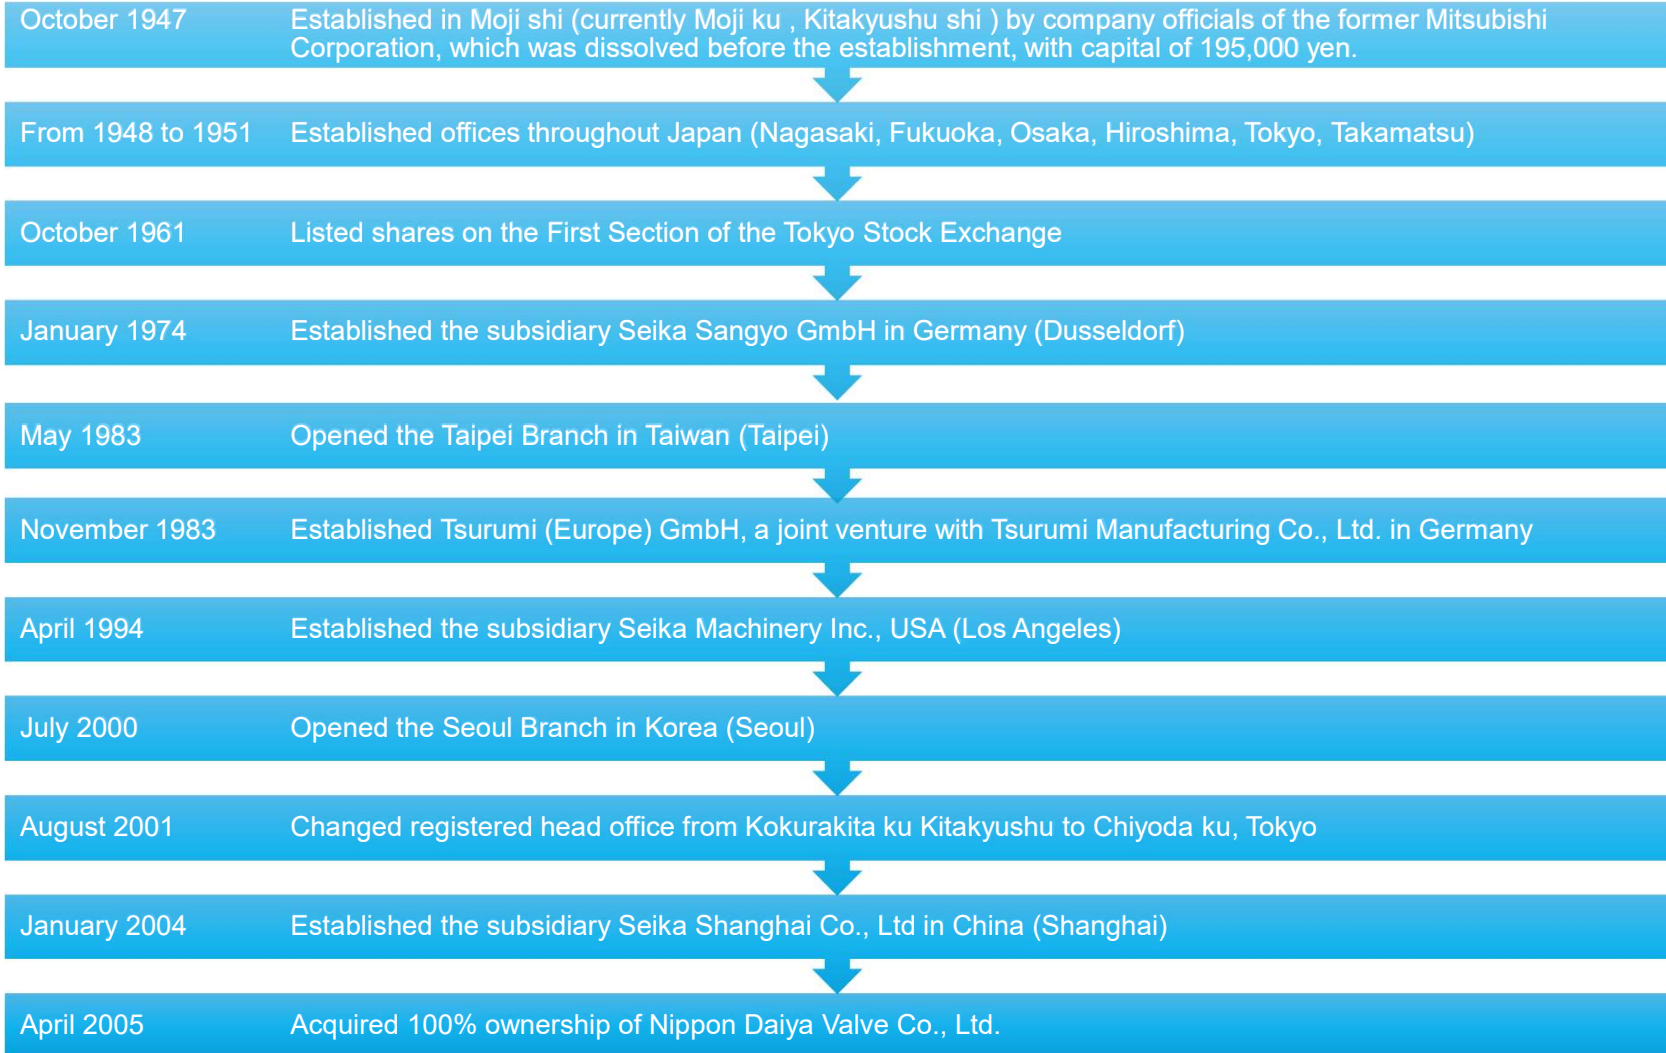 October 1947 Established in Moji shi (currently Moji ku , Kitakyushu shi ) by company officials of the former Mitsubishi
Corporation, which was dissolved before the establishment, with capital of 195,000 yen.
From 1948 to 1951 Established offices throughout Japan (Nagasaki, Fukuoka, Osaka, Hiroshima, Tokyo, Takamatsu)
October 1961 Listed shares on the First Section of the Tokyo Stock Exchange
January 1974 Established the subsidiary Seika Sangyo GmbH in Germany (Dusseldorf)
May 1983 Opened the Taipei Branch in Taiwan (Taipei)
November 1983 Established Tsurumi (Europe) GmbH, a joint venture with Tsurumi Manufacturing Co., Ltd. in Germany
April 1994 Established the subsidiary Seika Machinery Inc., USA (Los Angeles)
July 2000 Opened the Seoul Branch in Korea (Seoul)
August 2001 Changed registered head office from Kokurakita ku Kitakyushu to Chiyoda ku, Tokyo
January 2004 Established the subsidiary Seika Shanghai Co., Ltd in China (Shanghai)
April 2005 Acquired 100% ownership of Nippon Daiya Valve Co., Ltd.